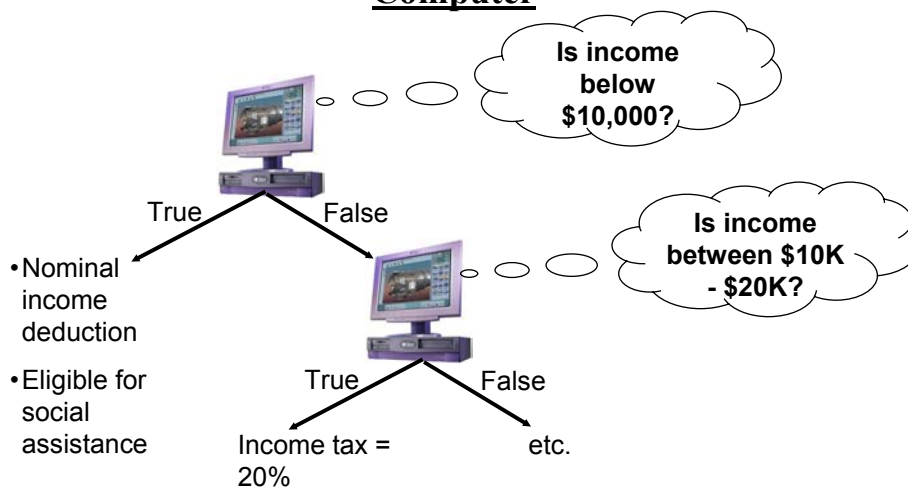 Computer
Is income
below
$10,000?
True
False
Is income
between $10K
- $20K?
•Nominal
income
deduction
•Eligible for
social
assistance
True
False
Income tax =
20%
etc.